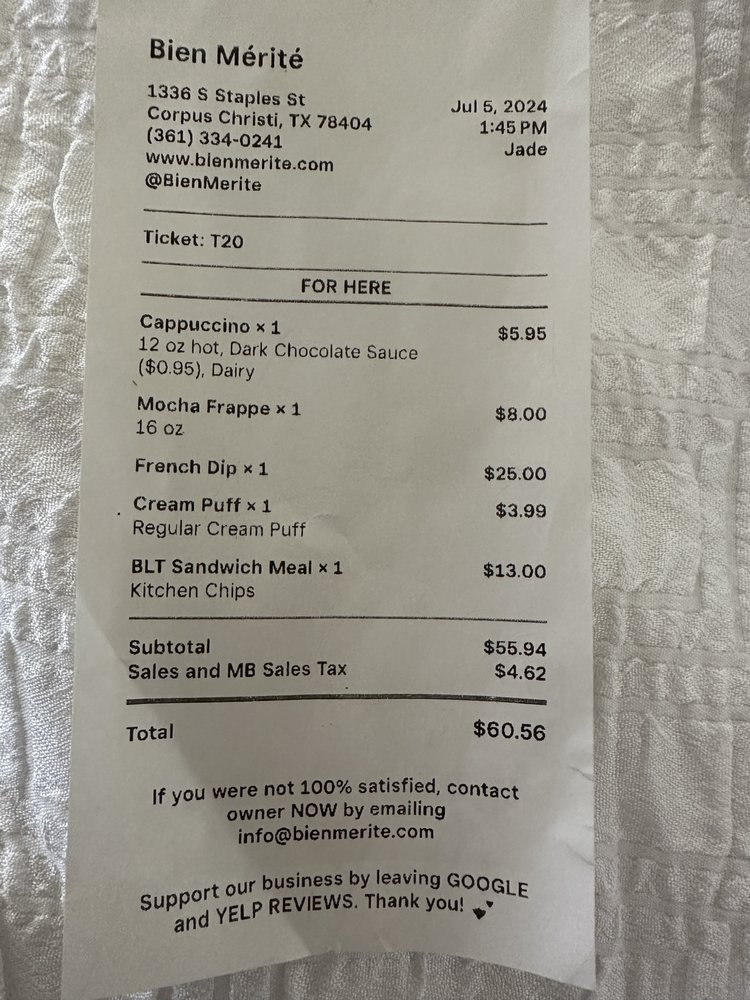 Bien Mérité
1336 S Staples St
Corpus Christi, TX 78404
(361) 334-0241
www.bienmerite.com
@BienMerite
Jul 5, 2024
1:45 PM
Jade
Ticket: T20
FOR HERE
Cappuccino × 1 $5.95
12 oz hot, Dark Chocolate Sauce
($0.95), Dairy
Mocha Frappe × 1 $8.00
16 oz
French Dip × 1 $25.00
Cream Puff × 1 $3.99
Regular Cream Puff
BLT Sandwich Meal × 1 $13.00
Kitchen Chips
Subtotal $55.94
Sales and MB Sales Tax $4.62
Total $60.56
If you were not 100% satisfied, contact
owner NOW by emailing
info@bienmerite.com
Support our business by leaving GOOGLE
and YELP REVIEWS. Thank you! 💕